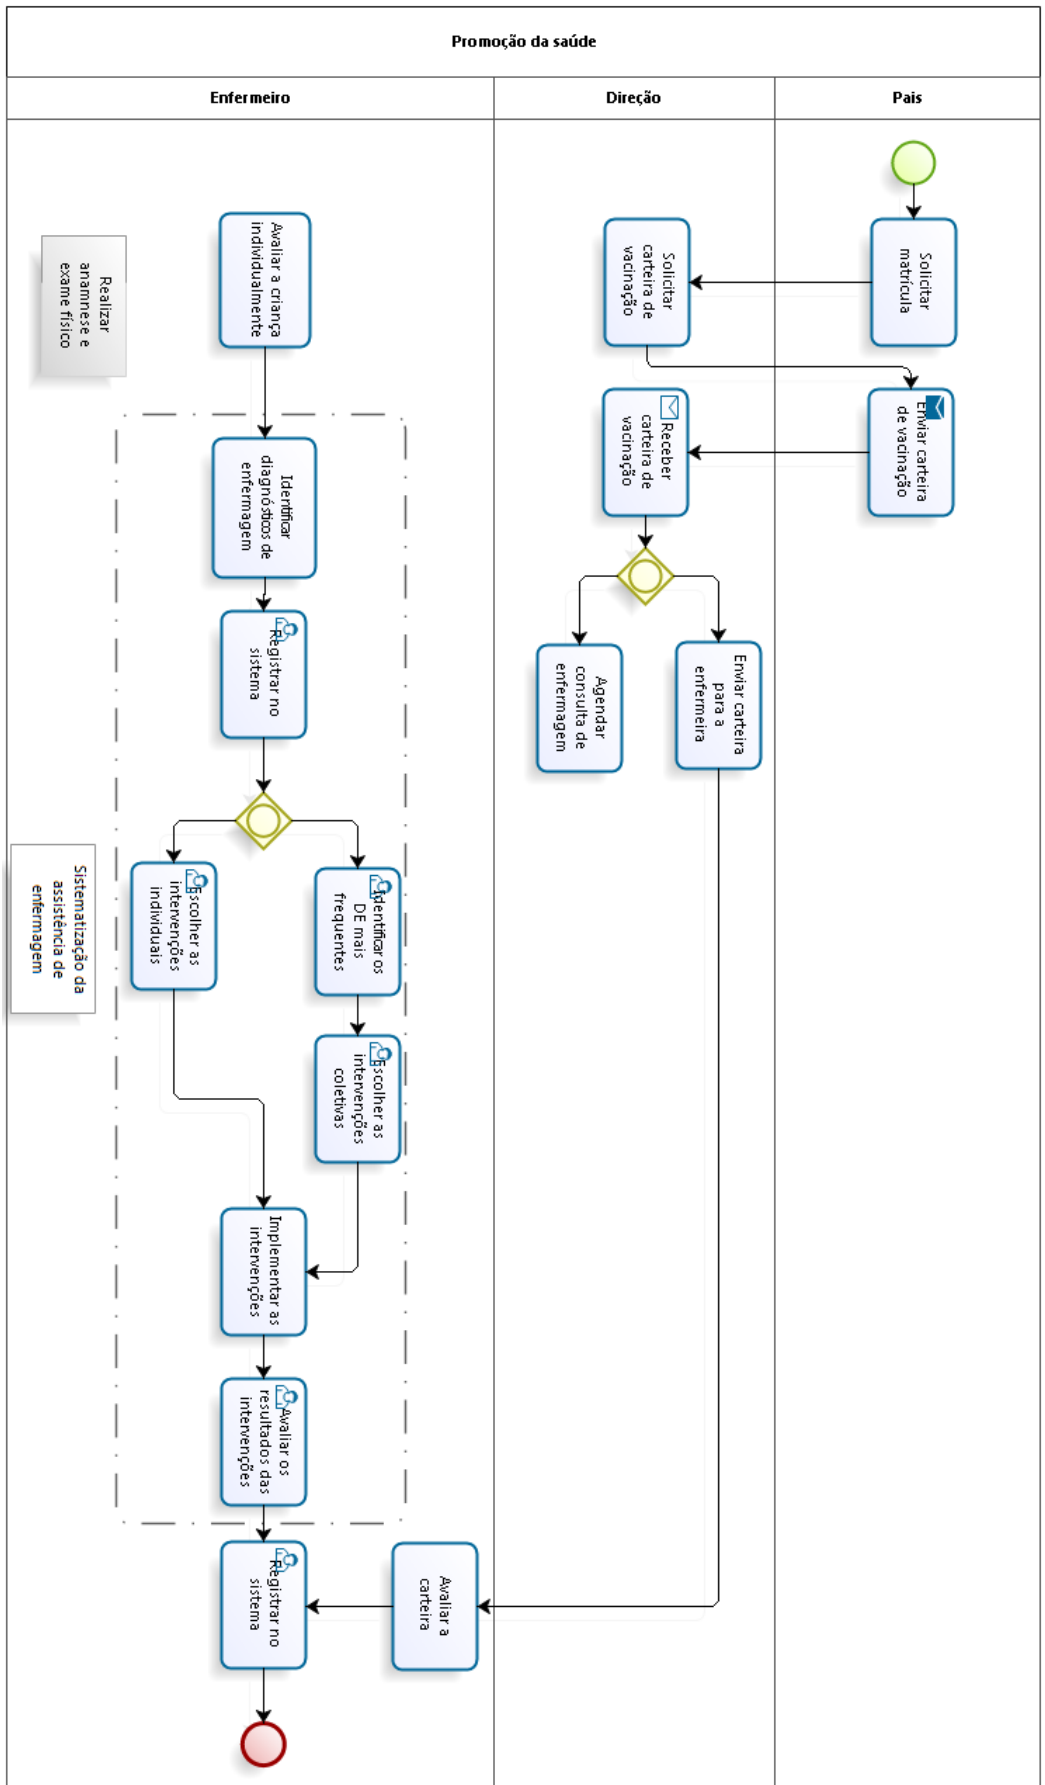 Promoção da saúde
Enfermeiro
Direção
Pais
Solicitar
matrícula
Solicitar
carteira de
vacinação
Enviar carteira
de vacinação
Receber
carteira de
vacinação
Enviar carteira
para a
enfermeira
Agendar
consulta de
enfermagem
Avaliar a criança
individualmente
Realizar
anamnese e
exame físico
Identificar
diagnósticos de
enfermagem
Registrar no
sistema
Identificar os
DE mais
frequentes
Escolher as
intervenções
individuais
Sistematização da
assistência de
enfermagem
Escolher as
intervenções
coletivas
Implementar as
intervenções
Avaliar os
resultados das
intervenções
Avaliar a
carteira
Registrar no
sistema